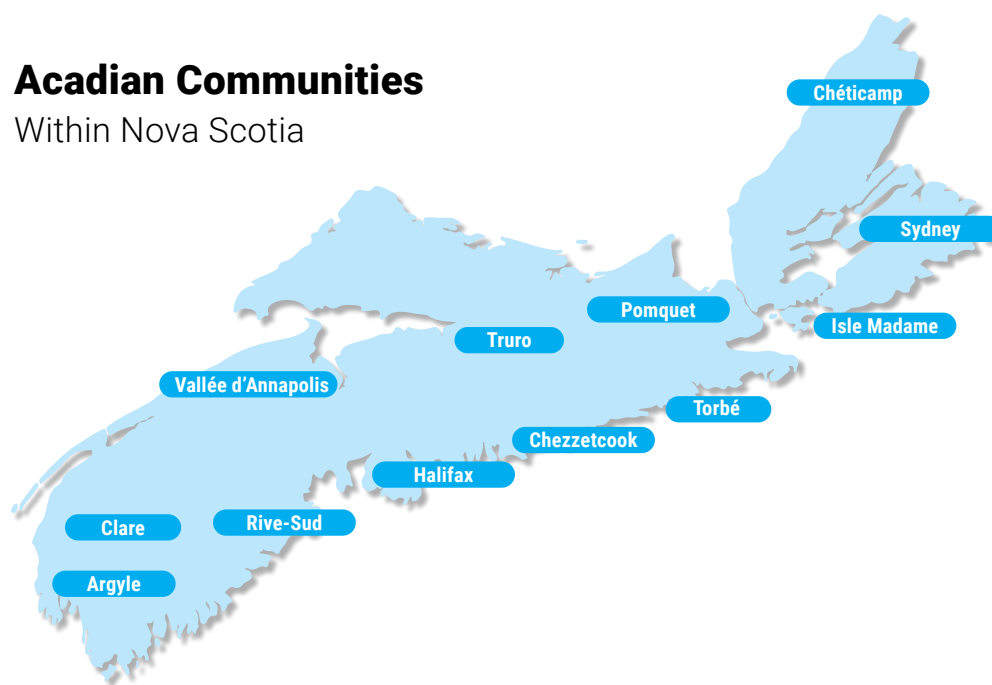 Acadian Communities
Within Nova Scotia
Chéticamp
Sydney
Pomquet
Isle Madame
Truro
Vallée d’Annapolis
Torbé
Chezzetcook
Halifax
Rive-Sud
Clare
Argyle